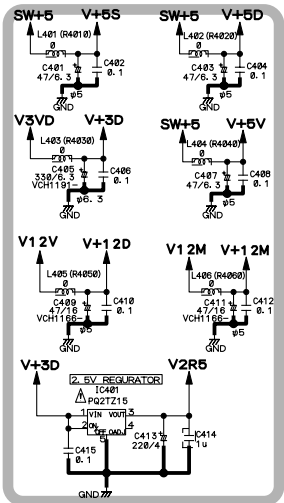 SW+5 V+5S
L401(R4010)
0
C401
47/6.3
C402
0.1
φ5
GND
SW+5 V+5D
L402(R4020)
0
C403
47/6.3
C404
0.1
φ5
GND
V3VD V+3D
L403(R4030)
0
C405
330/6.3
VCH1191-
C406
0.1
φ6.3
GND
SW+5 V+5V
L404(R4040)
0
C407
47/6.3
C408
0.1
φ5
GND
V12V V+12D
L405(R4050)
0
C409
47/16
VCH1166-
C410
0.1
φ5
GND
V12M V+12M
L406(R4060)
0
C411
47/16
VCH1166-
C412
0.1
φ5
GND
V+3D V2R5
2.5V REGURATOR
IC401
PQ2TZ15
1 VIN VOUT 3
2 ON/OFF OADJ 4
5
C415
0.1
C413
220/4
C414
1u
GND